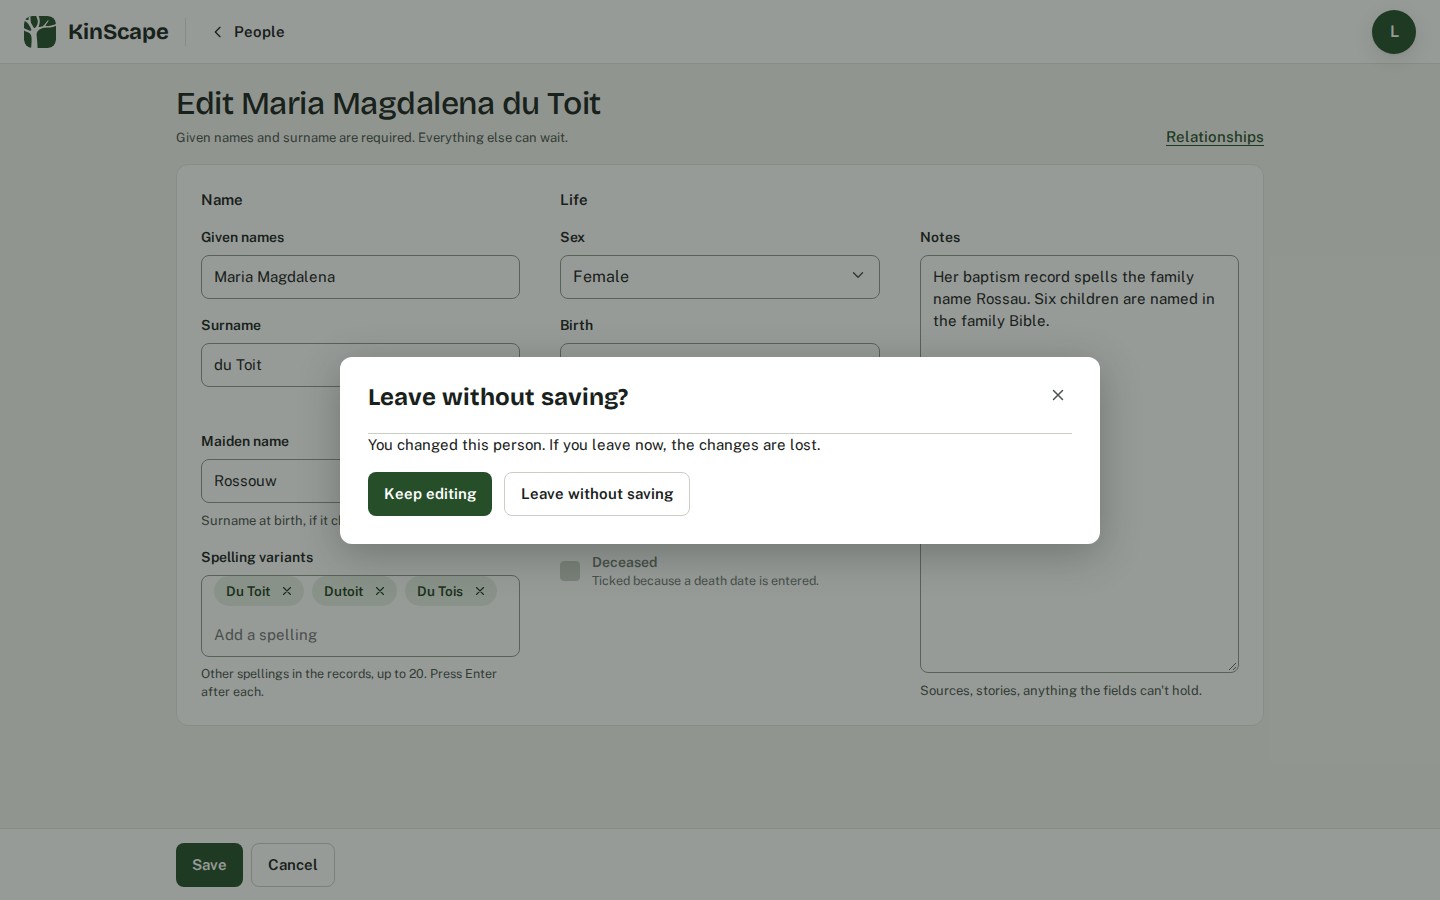 KinScape
People
L
Edit Maria Magdalena du Toit
Given names and surname are required. Everything else can wait.
Relationships
Name
Given names
Maria Magdalena
Surname
du Toit
Maiden name
Rossouw
Surname at birth, if it
Spelling variants
Du Toit
Dutoit
Du Tois
Add a spelling
Other spellings in the records, up to 20. Press Enter
after each.
Life
Sex
Female
Birth
Deceased
Ticked because a death date is entered.
Notes
Her baptism record spells the family
name Rossau. Six children are named in
the family Bible.
Sources, stories, anything the fields can't hold.
Leave without saving?
You changed this person. If you leave now, the changes are lost.
Keep editing
Leave without saving
Save
Cancel